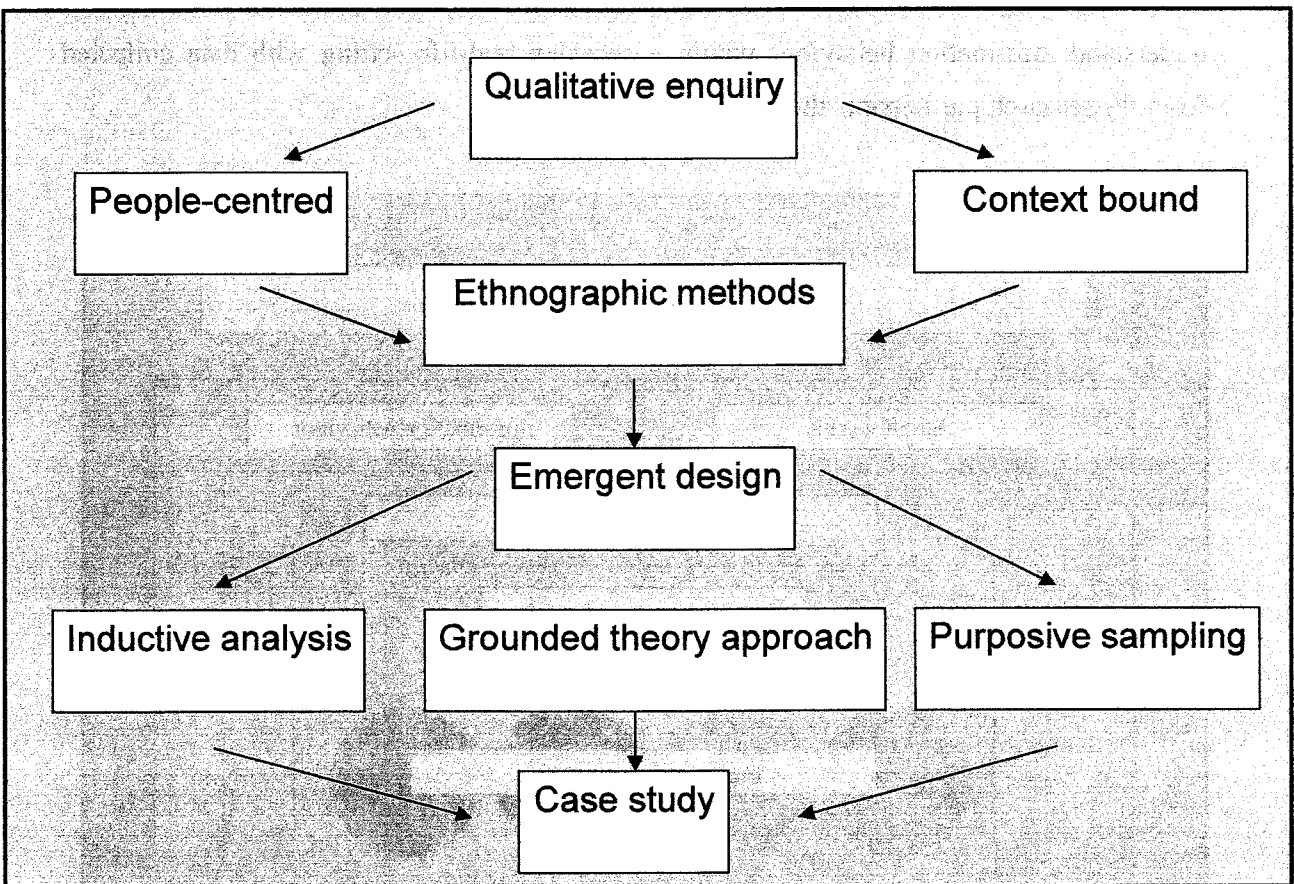 Qualitative enquiry
People-centred
Context bound
Ethnographic methods
Emergent design
Inductive analysis
Grounded theory approach
Purposive sampling
Case study